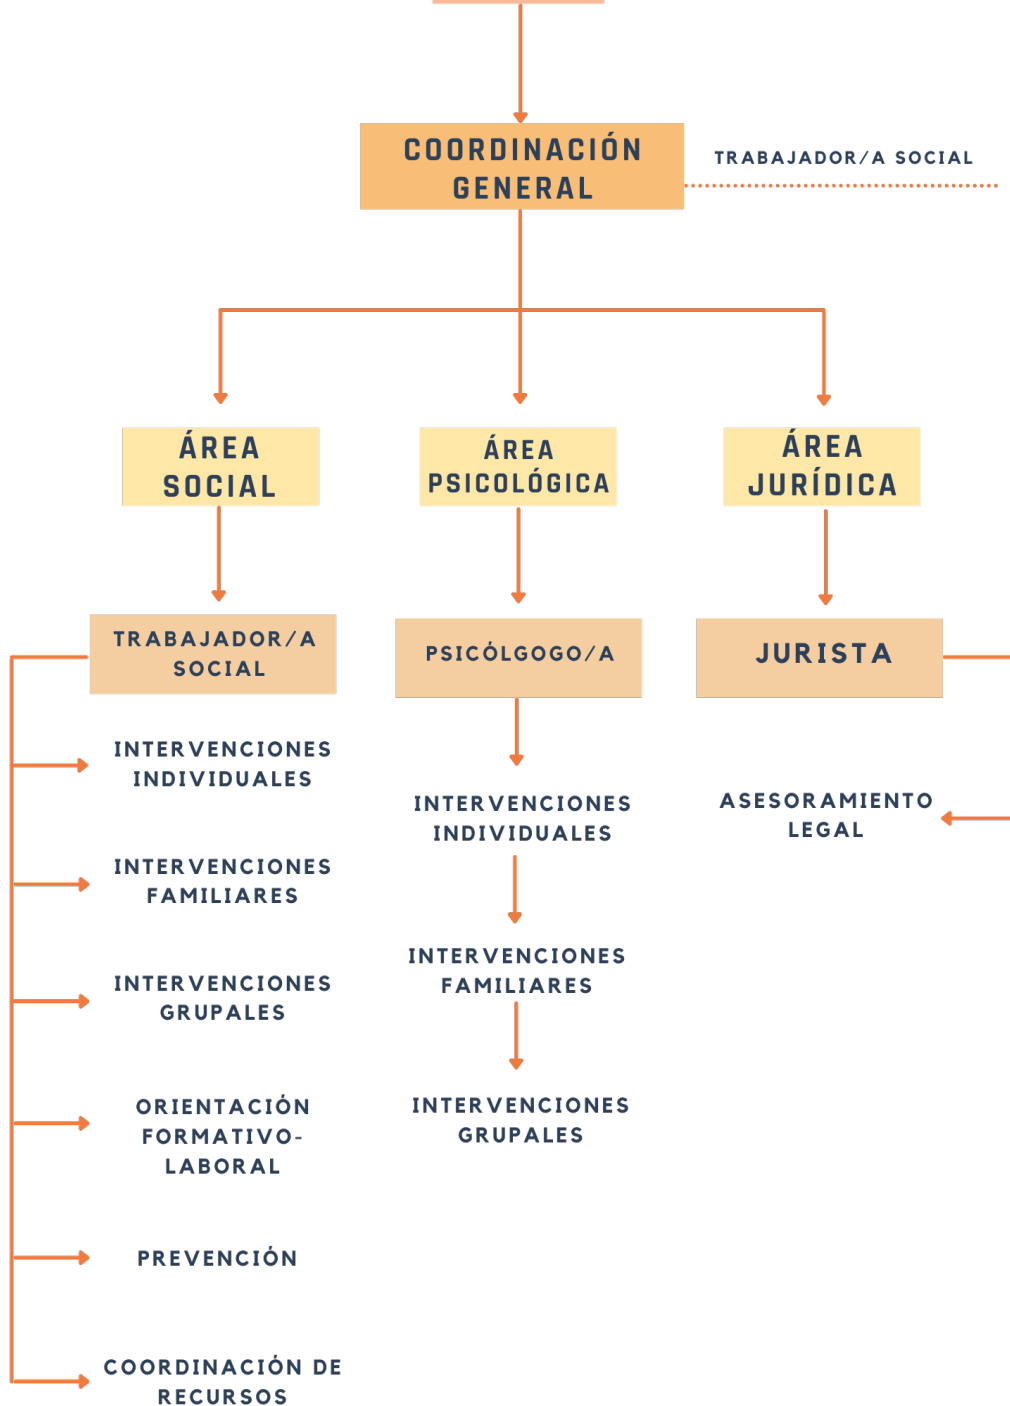 COORDINACIÓN
GENERAL
TRABAJADOR/A SOCIAL
ÁREA
SOCIAL
ÁREA
PSICOLÓGICA
ÁREA
JURÍDICA
TRABAJADOR/A
SOCIAL
PSICÓLGOGO/A
JURISTA
INTERVENCIONES
INDIVIDUALES
INTERVENCIONES
FAMILIARES
INTERVENCIONES
GRUPALES
ORIENTACIÓN
FORMATIVO-
LABORAL
PREVENCIÓN
COORDINACIÓN DE
RECURSOS
INTERVENCIONES
INDIVIDUALES
INTERVENCIONES
FAMILIARES
INTERVENCIONES
GRUPALES
ASESORAMIENTO
LEGAL